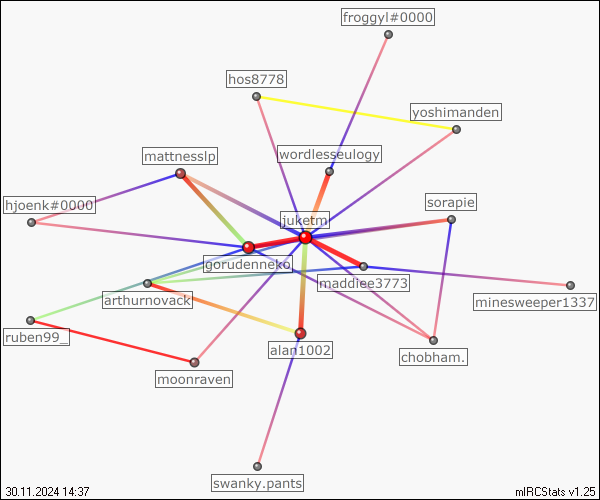 froggyl#0000
hos8778
yoshimanden
mattnesslp
wordlesseulogy
hjoenk#0000
sorapie
juketm
gorudenneko
maddiee3773
arthurnovack
minesweeper1337
ruben99_
alan1002
chobham.
moonraven
swanky.pants
30.11.2024 14:37
mIRCStats v1.25